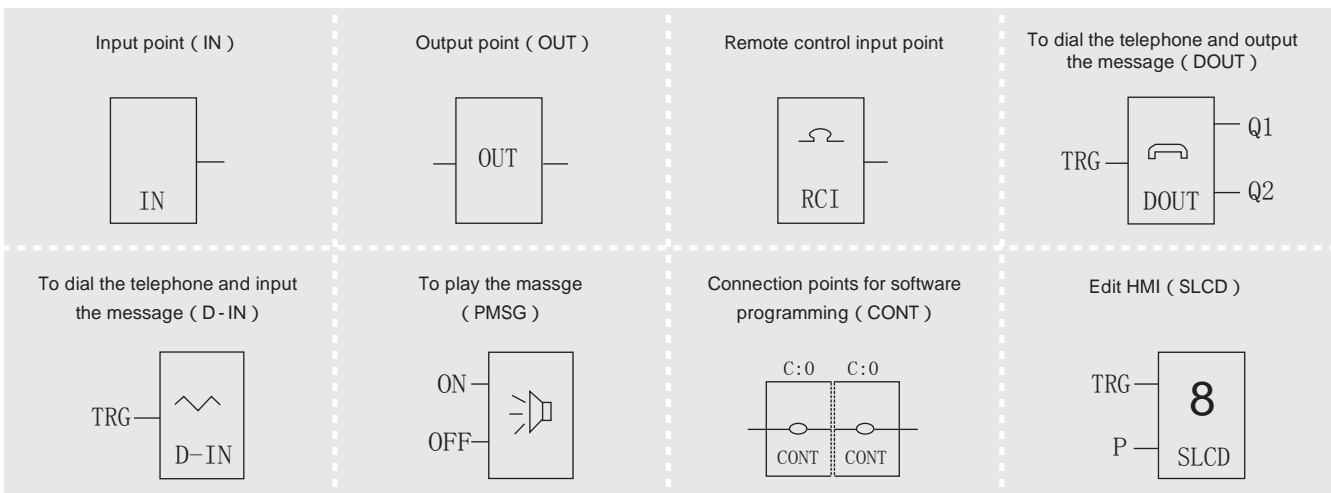 Input point ( IN )
IN
Output point ( OUT )
OUT
Remote control input point
RCI
To dial the telephone and output
the message ( DOUT )
TRG
Q1
Q2
DOUT
To dial the telephone and input
the message ( D-IN )
TRG
D-IN
To play the massge
( PMSG )
ON
OFF
Connection points for software
programming ( CONT )
C:0 C:0
CONT CONT
Edit HMI ( SLCD )
TRG
8
P
SLCD